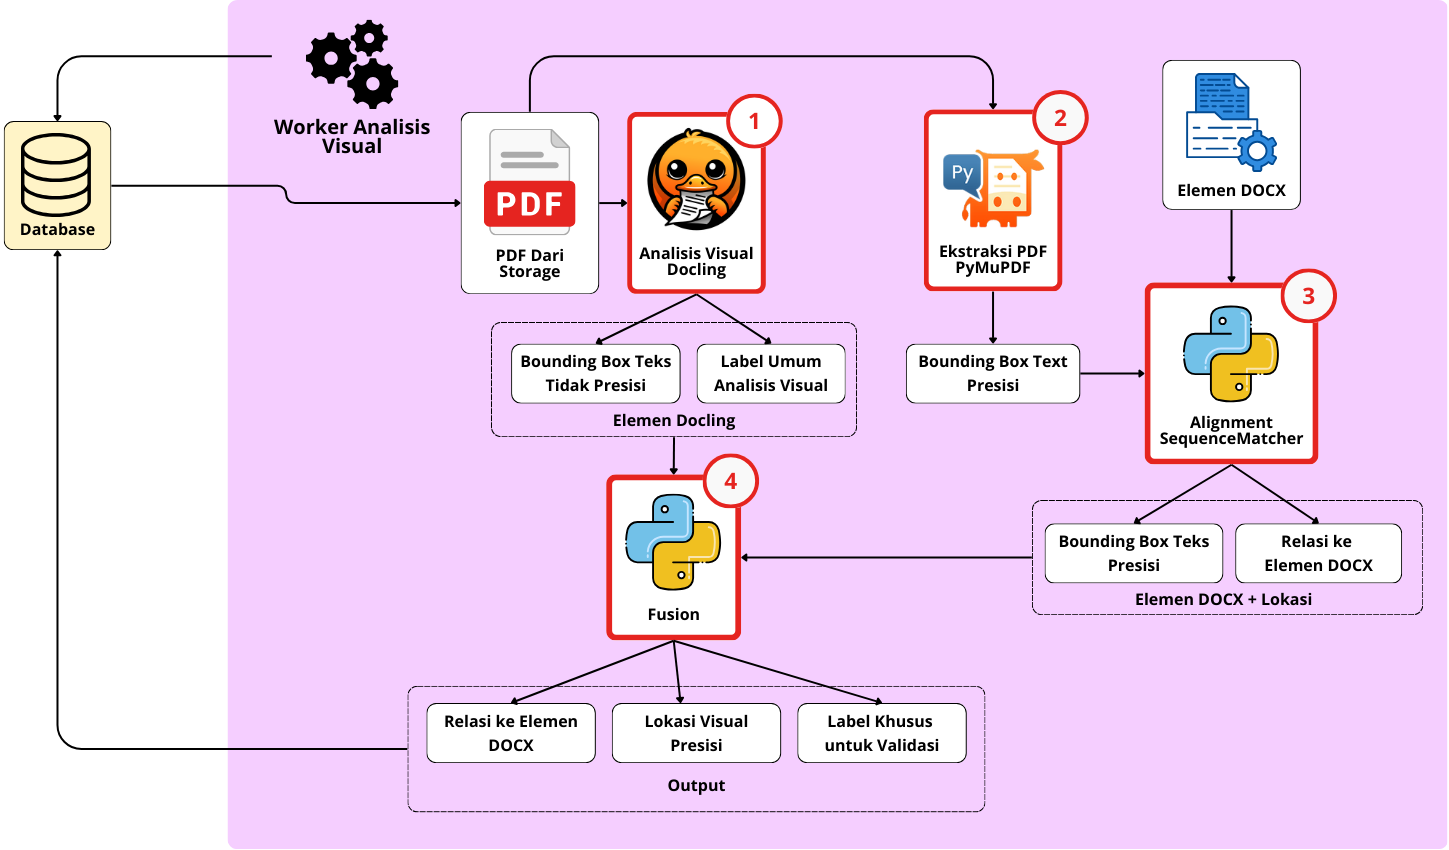 Worker Analisis
Visual
Database
PDF
PDF Dari
Storage
1
Analisis Visual
Docling
2
Py
Ekstraksi PDF
PyMuPDF
Elemen DOCX
3
Alignment
SequenceMatcher
Bounding Box Teks
Tidak Presisi
Label Umum
Analisis Visual
Elemen Docling
Bounding Box Text
Presisi
4
Fusion
Bounding Box Teks
Presisi
Relasi ke
Elemen DOCX
Elemen DOCX + Lokasi
Relasi ke Elemen
DOCX
Lokasi Visual
Presisi
Label Khusus
untuk Validasi
Output